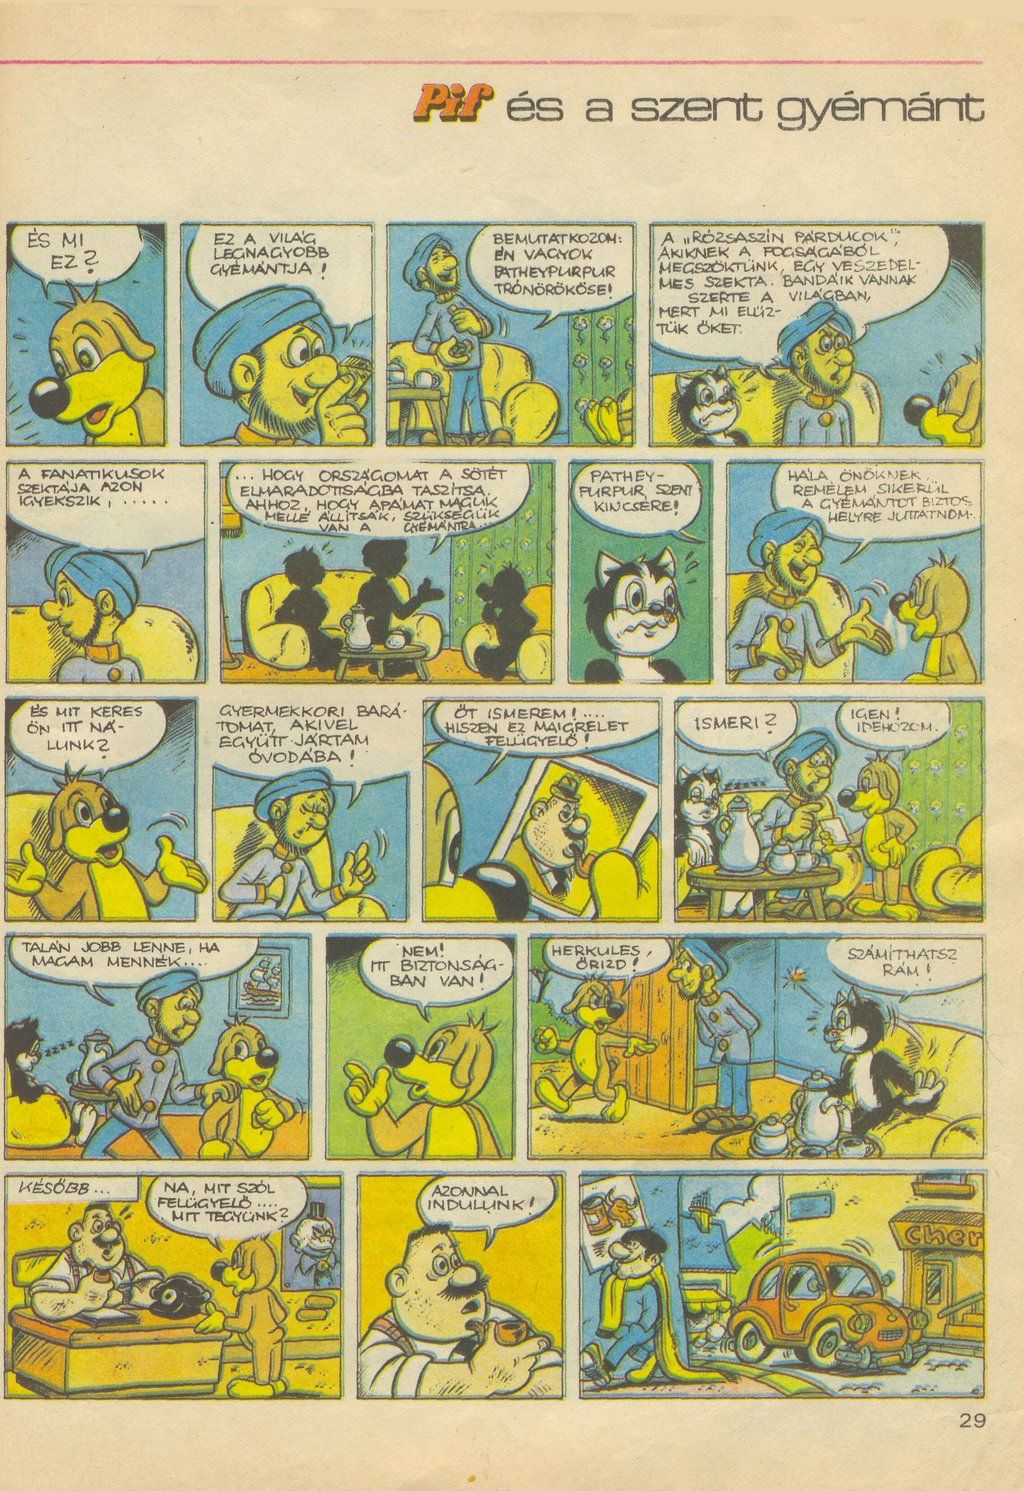 Pif és a szent gyémánt
ÉS MI
EZ?
EZ A VILÁG
LEGNAGYOBB
GYÉMÁNTJA!
BEMUTATKOZOM:
ÉN VAGYOK
PATHEYPURPUR
TRÓNÖRÖKÖSE!
A „RÓZSASZÍN PÁRDUCOK",
AKIKNEK A FOGSÁGÁBÓL
MEGSZÖKTÜNK, EGY VESZEDEL-
MES SZEKTA. BANDÁIK VANNAK
SZERTE A VILÁGBAN,
MERT MI ELŰZ-
TÜK ŐKET.
A FANATIKUSOK
SZEKTÁJA AZON
IGYEKSZIK, .....
... HOGY ORSZÁGOMAT A SÖTÉT
ELMARADOTTSÁGBA TASZÍTSA.
AHHOZ, HOGY APÁMAT MAGUK
MELLÉ ÁLLÍTSÁK, SZÜKSÉGÜK
VAN A GYÉMÁNTRA...
PATHEY-
PURPUR SZENT
KINCSÉRE!
HÁLA ÖNÖKNEK,
REMÉLEM SIKERÜL
A GYÉMÁNTOT BIZTOS
HELYRE JUTTATNOM.
ÉS MIT KERES
ÖN ITT NÁ-
LUNK?
GYERMEKKORI BARÁ-
TOMAT, AKIVEL
EGYÜTT JÁRTAM
ÓVODÁBA!
ŐT ISMEREM!...
HISZEN EZ MAIGRELET
FELÜGYELŐ!
ISMERI?
IGEN!
IDEHOZOM.
zzzzz
TALÁN JOBB LENNE, HA
MAGAM MENNÉK....
zzzz
NEM!
ITT BIZTONSÁG-
BAN VAN!
HERKULES,
ŐRIZD!
SZÁMÍTHATSZ
RÁM!
KÉSŐBB...
NA, MIT SZÓL
FELÜGYELŐ....
MIT TEGYÜNK?
AZONNAL
INDULUNK!
Cher
29